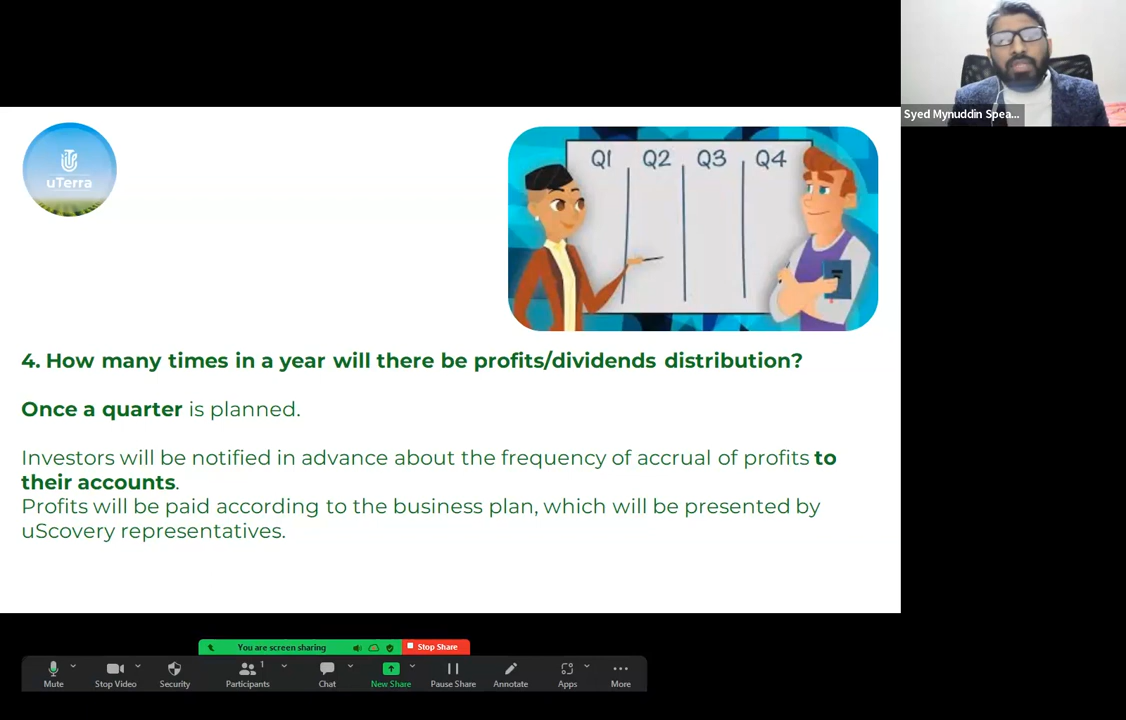 Syed Mynuddin Spea...
uTerra
Q1 Q2 Q3 Q4
4. How many times in a year will there be profits/dividends distribution?
Once a quarter is planned.
Investors will be notified in advance about the frequency of accrual of profits to
their accounts.
Profits will be paid according to the business plan, which will be presented by
uScovery representatives.
You are screen sharing Stop Share
Mute Stop Video Security Participants 1 Chat New Share Pause Share Annotate Apps More